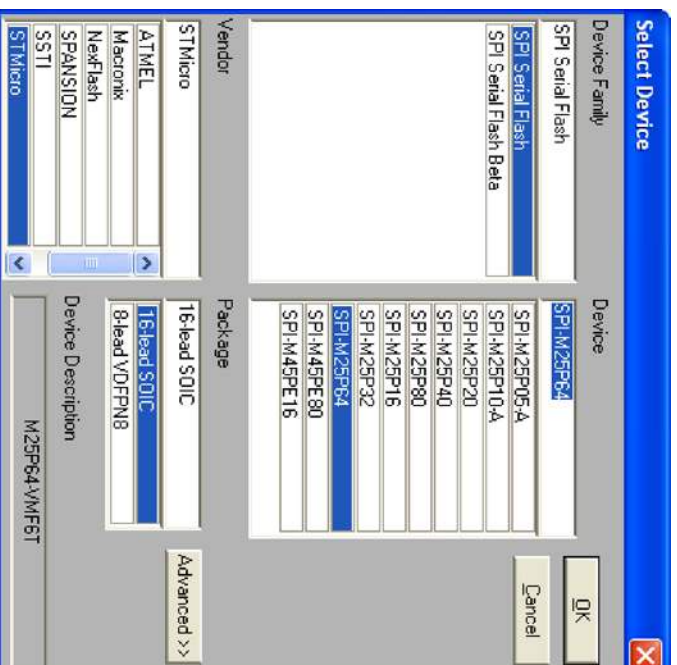 Select Device
Device Family
SPI Serial Flash
SPI Serial Flash
SPI Serial Flash Beta
Device
SPI-M25P64
SPI-M25P05-A
SPI-M25P10-A
SPI-M25P20
SPI-M25P40
SPI-M25P80
SPI-M25P16
SPI-M25P32
SPI-M25P64
SPI-M45PE80
SPI-M45PE16
OK
Cancel
Vendor
STMicro
ATMEL
Macronix
NexFlash
SPANSION
SSTI
STMicro
Package
16-lead SOIC
16-lead SOIC
8-lead VDFPN8
Advanced >>
Device Description
M25P64-VMF6T